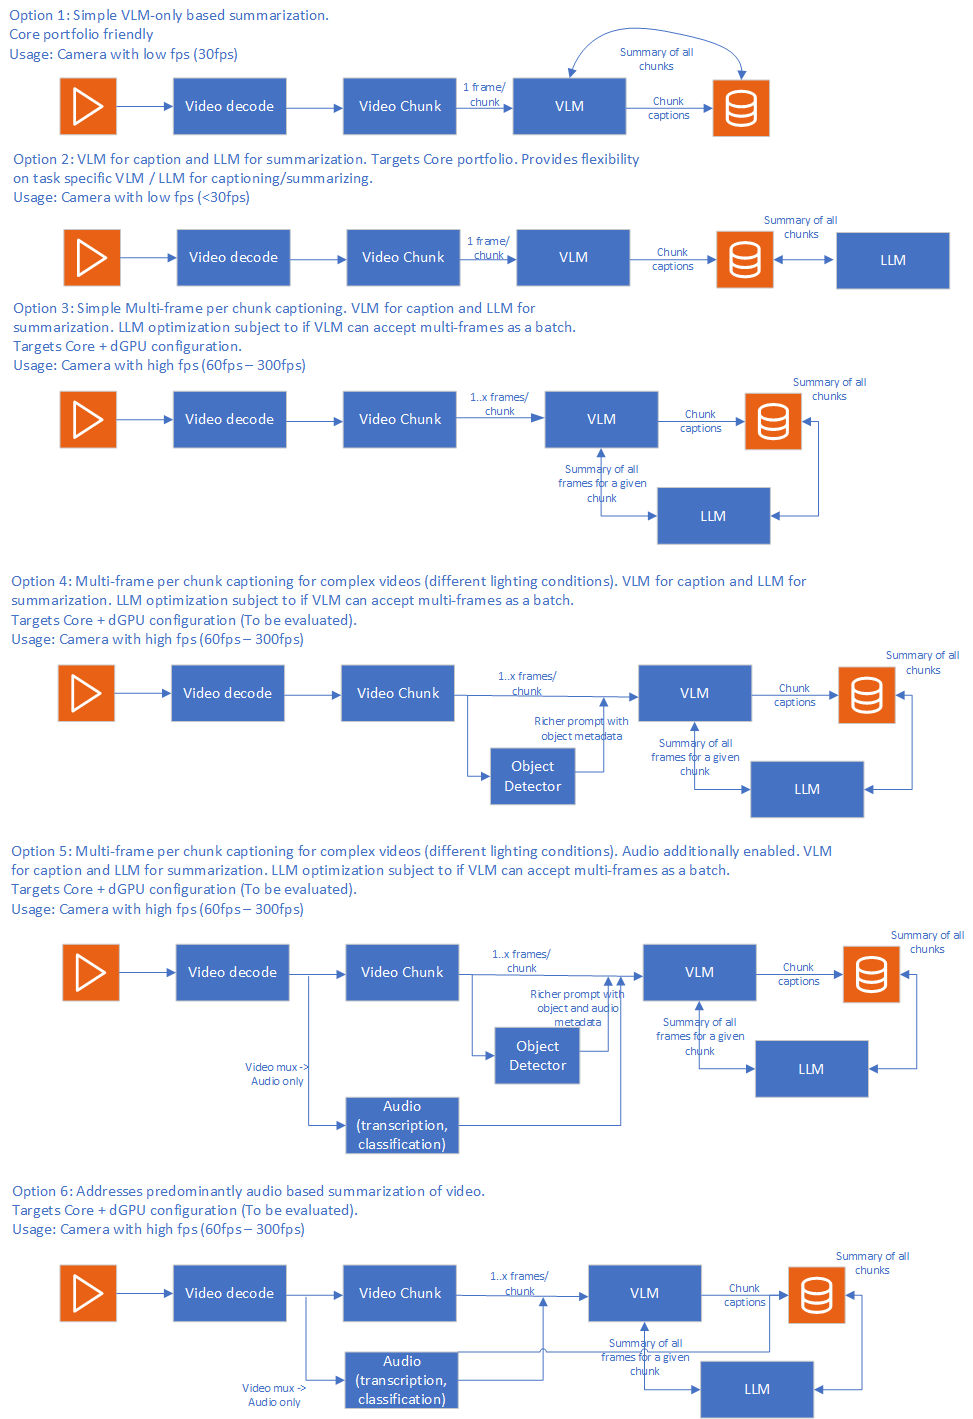 Option 1: Simple VLM-only based summarization.
Core portfolio friendly
Usage: Camera with low fps (30fps)
Video decode
Video Chunk
1 frame/
chunk
VLM
Summary of all
chunks
Chunk
captions
Option 2: VLM for caption and LLM for summarization. Targets Core portfolio. Provides flexibility
on task specific VLM / LLM for captioning/summarizing.
Usage: Camera with low fps (<30fps)
Video decode
Video Chunk
1 frame/
chunk
VLM
Chunk
captions
Summary of all
chunks
LLM
Option 3: Simple Multi-frame per chunk captioning. VLM for caption and LLM for
summarization. LLM optimization subject to if VLM can accept multi-frames as a batch.
Targets Core + dGPU configuration.
Usage: Camera with high fps (60fps – 300fps)
Video decode
Video Chunk
1..x frames/
chunk
VLM
Chunk
captions
Summary of all
chunks
Summary of all
frames for a given
chunk
LLM
Option 4: Multi-frame per chunk captioning for complex videos (different lighting conditions). VLM for caption and LLM for
summarization. LLM optimization subject to if VLM can accept multi-frames as a batch.
Targets Core + dGPU configuration (To be evaluated).
Usage: Camera with high fps (60fps – 300fps)
Video decode
Video Chunk
1..x frames/
chunk
Richer prompt with
object metadata
Object
Detector
VLM
Chunk
captions
Summary of all
chunks
Summary of all
frames for a given
chunk
LLM
Option 5: Multi-frame per chunk captioning for complex videos (different lighting conditions). Audio additionally enabled. VLM
for caption and LLM for summarization. LLM optimization subject to if VLM can accept multi-frames as a batch.
Targets Core + dGPU configuration (To be evaluated).
Usage: Camera with high fps (60fps – 300fps)
Video decode
Video Chunk
1..x frames/
chunk
Richer prompt with
object and audio
metadata
Object
Detector
VLM
Chunk
captions
Summary of all
chunks
Summary of all
frames for a given
chunk
LLM
Video mux ->
Audio only
Audio
(transcription,
classification)
Option 6: Addresses predominantly audio based summarization of video.
Targets Core + dGPU configuration (To be evaluated).
Usage: Camera with high fps (60fps – 300fps)
Video decode
Video Chunk
1..x frames/
chunk
VLM
Chunk
captions
Summary of all
chunks
Summary of all
frames for a given
chunk
LLM
Video mux ->
Audio only
Audio
(transcription,
classification)